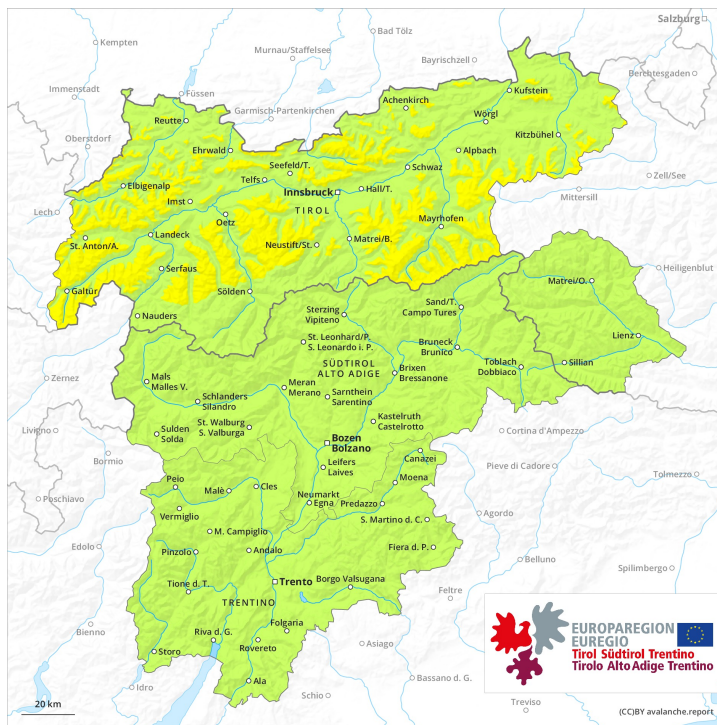 Salzburg
Kempten
Bad Tölz
Murnau/Staffelsee
Bayrischzell
Berchtesgaden
Immenstadt
Füssen
Garmisch-Partenkirchen
Achenkirch
Kufstein
Reutte
Wörgl
Oberstdorf
Ehrwald
Kitzbühel
Seefeld/T.
Alpbach
Telfs
Schwaz
Zell/See
Elbigenalp
Innsbruck
Hall/T.
Mittersill
Imst
TIROL
Lech
Oetz
Mayrhofen
St. Anton/A.
Landeck
Neustift/St.
Matrei/B.
Serfaus
Heiligenblut
Galtür
Sölden
Matrei/O.
Nauders
Sterzing
Vipiteno
Sand/T.
Campo Tures
Lienz
St. Leonhard/P.
S. Leonardo i. P.
Bruneck
Brunico
Zernez
SÜDTIROL
ALTO ADIGE
Brixen
Bressanone
Toblach
Dobbiaco
Sillian
Mals
Malles V.
Meran
Merano
Sarnthein
Sarentino
Schlanders
Silandro
Kastelruth
Castelrotto
Livigno
Sulden
Solda
St. Walburg
S. Valburga
Cortina d'Ampezzo
Bozen
Bolzano
Bormio
Canazei
Pieve di Cadore
Leifers
Laives
Tolmezzo
Peio
Malè
Cles
Moena
Poschiavo
Neumarkt
Egna
Predazzo
Vermiglio
S. Martino d. C.
Agordo
M. Campiglio
Edolo
Pinzolo
Andalo
Fiera d. P.
Belluno
Spilimbergo
Tione d. T.
Trento
Borgo Valsugana
Feltre
TRENTINO
Folgaria
Bienno
Riva d. G.
Rovereto
Asiago
Storo
Bassano d. G.
Idro
Ala
Schio
Treviso
EUROPAREGION
EUREGIO
Tirol Südtirol Trentino
Tirolo Alto Adige Trentino
20 km
(CC)BY avalanche.report